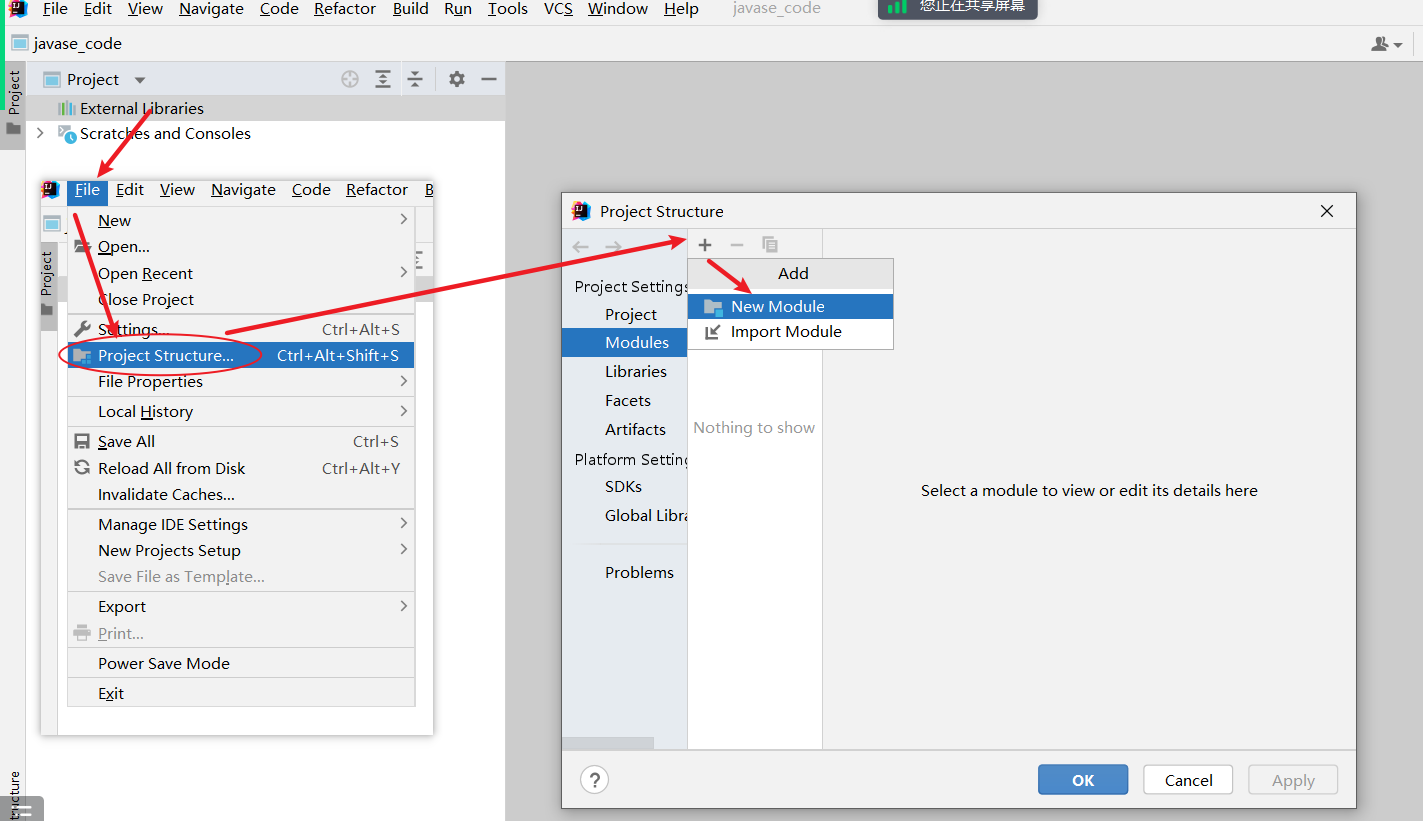 File Edit View Navigate Code Refactor Build Run Tools VCS Window Help javase_code
您正在共享屏幕
javase_code
Project
Project
External Libraries
Scratches and Consoles
File Edit View Navigate Code Refactor B
Project
New
Open...
Open Recent
Close Project
Settings... Ctrl+Alt+S
Project Structure... Ctrl+Alt+Shift+S
File Properties
Local History
Save All Ctrl+S
Reload All from Disk Ctrl+Alt+Y
Invalidate Caches...
Manage IDE Settings
New Projects Setup
Save File as Template...
Export
Print...
Power Save Mode
Exit
Project Structure
Add
New Module
Import Module
Project Settings
Project
Modules
Libraries
Facets
Artifacts
Platform Setting
SDKs
Global Libra
Problems
Nothing to show
Select a module to view or edit its details here
?
OK Cancel Apply